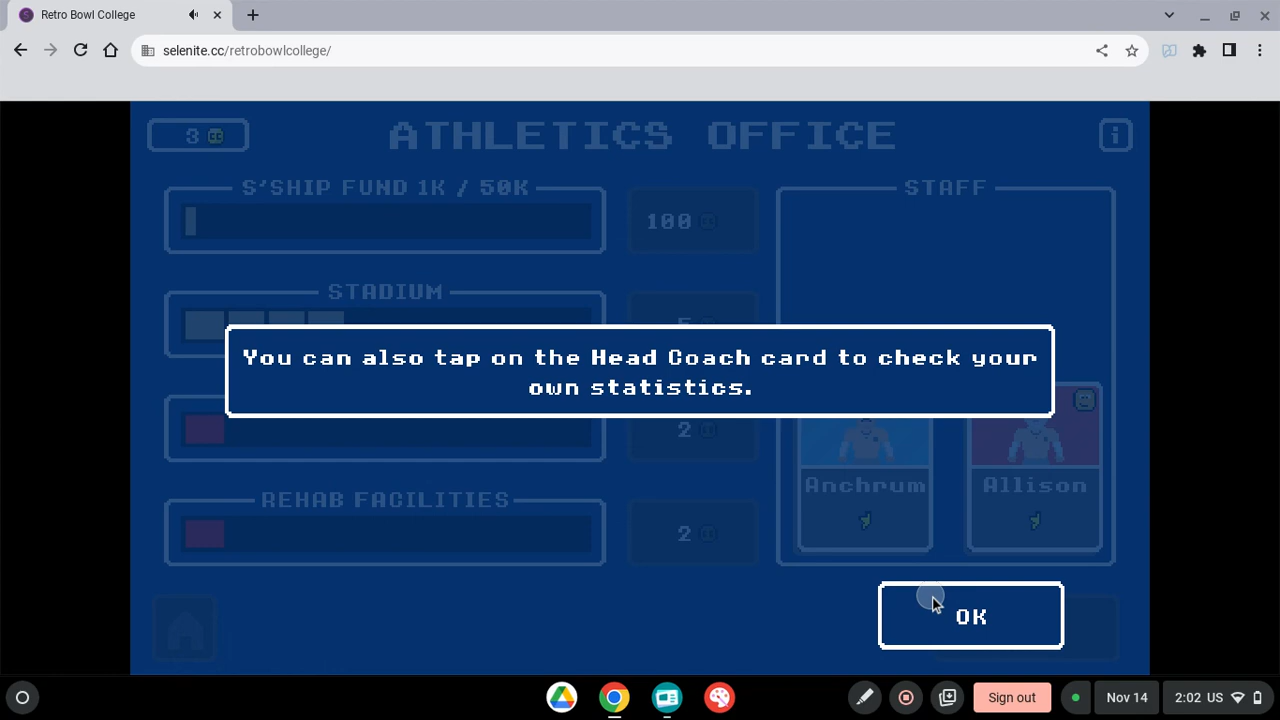 Retro Bowl College
selenite.cc/retrobowlcollege/
3
ATHLETICS OFFICE
i
S'SHIP FUND 1K / 50K
100
STAFF
STADIUM
5
You can also tap on the Head Coach card to check your
own statistics.
2
Anchrum
Allison
REHAB FACILITIES
2
OK
Sign out
Nov 14
2:02 US